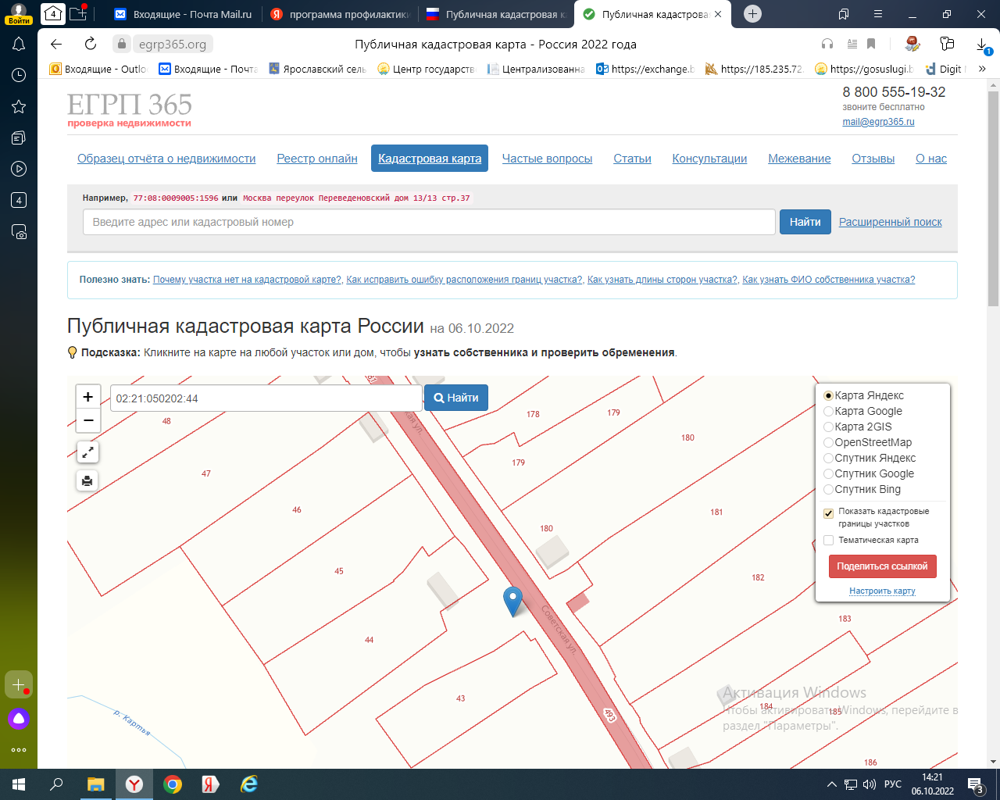 Войти
Входящие - Почта Mail.ru
программа профилактики
Публичная кадастровая к
Публичная кадастрова
egrp365.org
Публичная кадастровая карта - Россия 2022 года
Входящие - Outlo
Входящие - Почта
Ярославский сель
Центр государств
Централизованна
https://exchange.b
https://185.235.72.
https://gosuslugi.b
Digit
»
ЕГРП 365
проверка недвижимости
8 800 555-19-32
звоните бесплатно
mail@egrp365.ru
Образец отчёта о недвижимости
Реестр онлайн
Кадастровая карта
Частые вопросы
Статьи
Консультации
Межевание
Отзывы
О нас
Например, 77:08:0009005:1596 или Москва переулок Переведеновский дом 13/13 стр.37
Введите адрес или кадастровый номер
Найти
Расширенный поиск
Полезно знать: Почему участка нет на кадастровой карте?, Как исправить ошибку расположения границ участка?, Как узнать длины сторон участка?, Как узнать ФИО собственника участка?
Публичная кадастровая карта России на 06.10.2022
Подсказка: Кликните на карте на любой участок или дом, чтобы узнать собственника и проверить обременения.
+
−
02:21:050202:44
Найти
Карта Яндекс
Карта Google
Карта 2GIS
OpenStreetMap
Спутник Яндекс
Спутник Google
Спутник Bing
Показать кадастровые
границы участков
Тематическая карта
Поделиться ссылкой
Настроить карту
48
47
46
45
44
43
178
179
179
180
180
181
182
183
184
185
186
493
Советская ул.
р. Картья
Активация Windows
Чтобы активировать Windows, перейдите в
раздел "Параметры".
4
4
1
РУС
14:21
06.10.2022
3